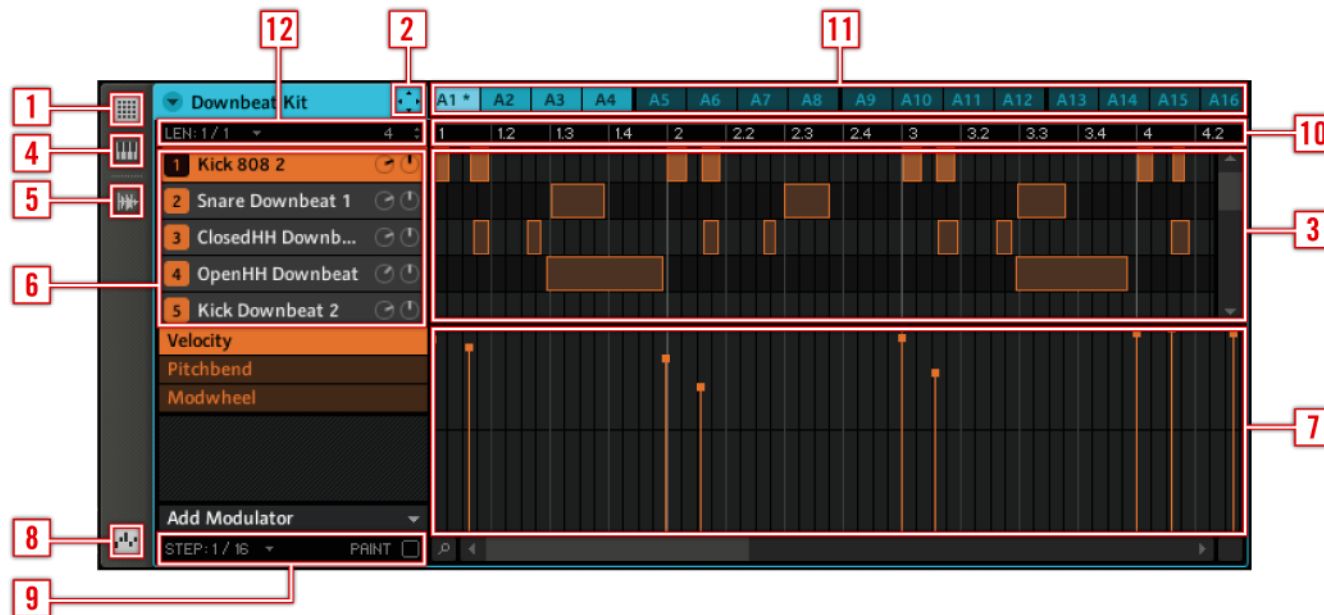 12
2
11
1
Downbeat Kit
A1 * A2 A3 A4 A5 A6 A7 A8 A9 A10 A11 A12 A13 A14 A15 A16
LEN: 1 / 1 4
1 1.2 1.3 1.4 2 2.2 2.3 2.4 3 3.2 3.3 3.4 4 4.2
10
4
1 Kick 808 2
5
2 Snare Downbeat 1
3 ClosedHH Downb...
3
6
4 OpenHH Downbeat
5 Kick Downbeat 2
Velocity
Pitchbend
Modwheel
7
Add Modulator
8
STEP: 1 / 16 PAINT
9